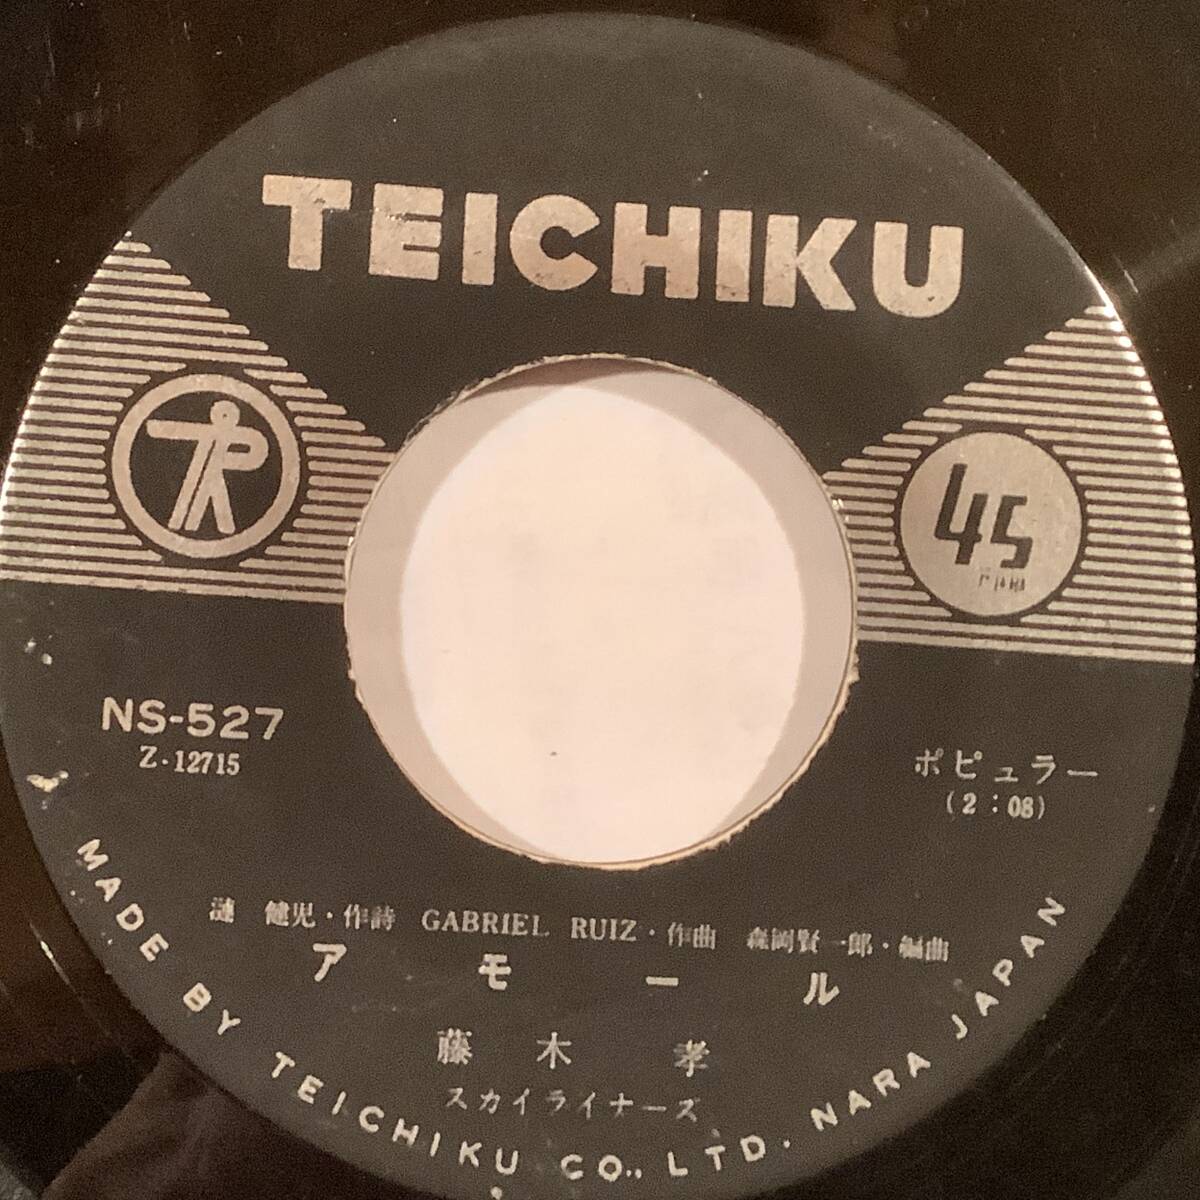 TEICHIKU
45
NS-527
Z・12715
ポピュラー
(2:08)
漣 健児・作詩 GABRIEL RUIZ・作曲 森岡賢一郎・編曲
アモール
藤木 孝
スカイライナーズ
MADE BY TEICHIKU CO., LTD. NARA JAPAN